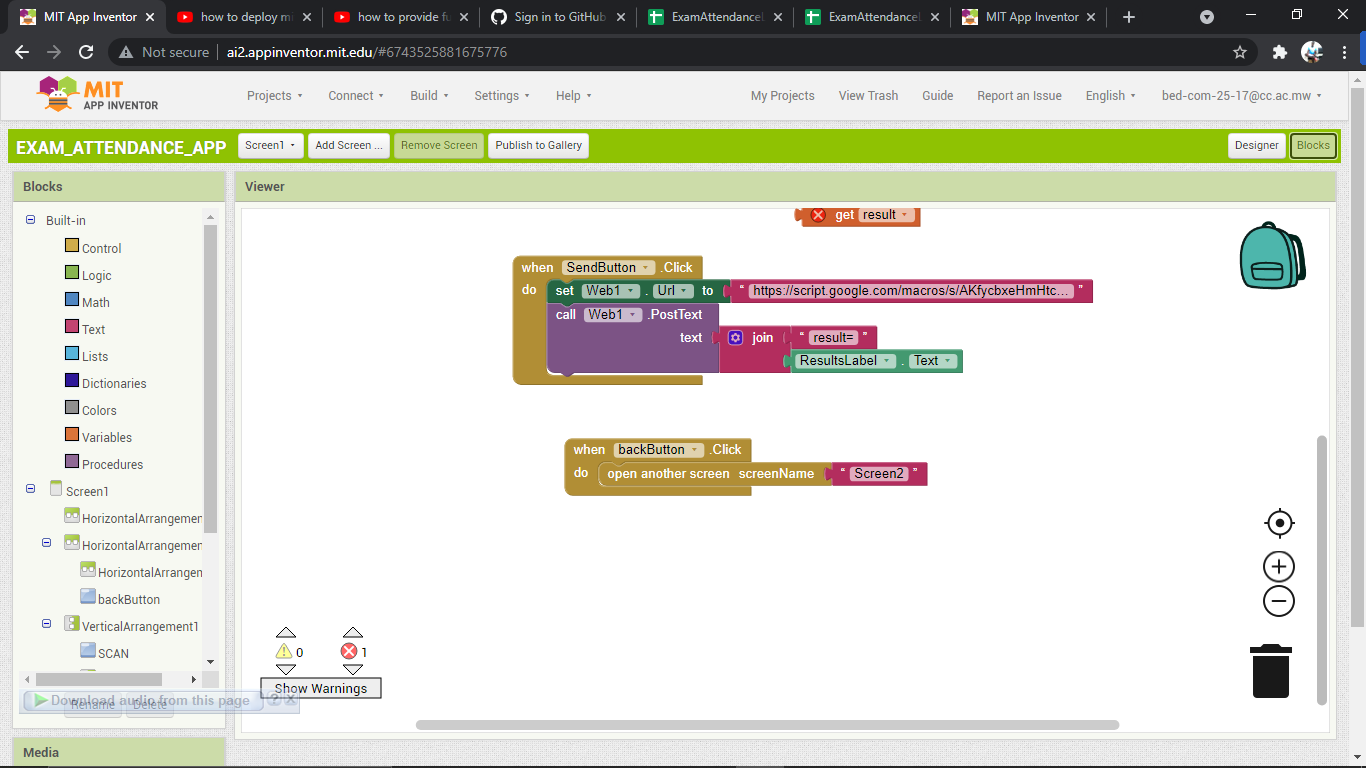 MIT App Inventor
how to deploy mi
how to provide fu
Sign in to GitHub
ExamAttendanceL
ExamAttendanceL
MIT App Inventor
Not secure
ai2.appinventor.mit.edu/#6743525881675776
MIT
APP INVENTOR
Projects Connect Build Settings Help My Projects View Trash Guide Report an Issue English bed-com-25-17@cc.ac.mw
EXAM_ATTENDANCE_APP Screen1 Add Screen ... Remove Screen Publish to Gallery Designer Blocks
Blocks
Built-in
Control
Logic
Math
Text
Lists
Dictionaries
Colors
Variables
Procedures
Screen1
HorizontalArrangemen
HorizontalArrangemen
HorizontalArrangen
backButton
VerticalArrangement1
SCAN
Rename Delete
Download audio from this page ? X
Media
Viewer
get result
when SendButton .Click
do set Web1 . Url to “ https://script.google.com/macros/s/AKfycbxeHmHtc... ”
call Web1 .PostText
text join “ result= ”
ResultsLabel . Text
when backButton .Click
do open another screen screenName “ Screen2 ”
0 1
Show Warnings